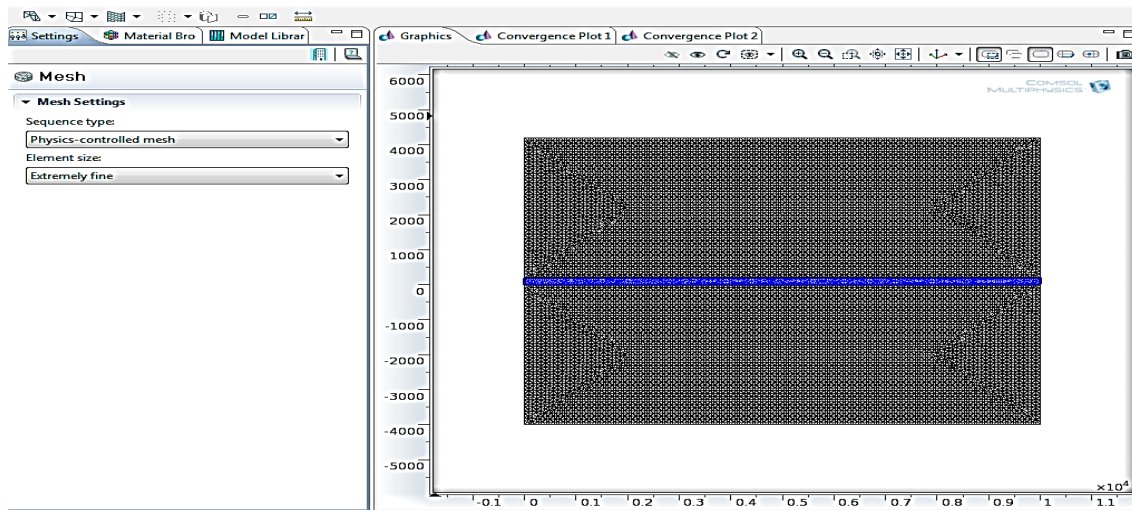 Settings Material Bro Model Librar
Mesh
Mesh Settings
Sequence type:
Physics-controlled mesh
Element size:
Extremely fine
Graphics Convergence Plot 1 Convergence Plot 2
COMSOL
MULTIPHYSICS
6000
5000
4000
3000
2000
1000
0
-1000
-2000
-3000
-4000
-5000
×10⁴
-0.1 0 0.1 0.2 0.3 0.4 0.5 0.6 0.7 0.8 0.9 1 1.1